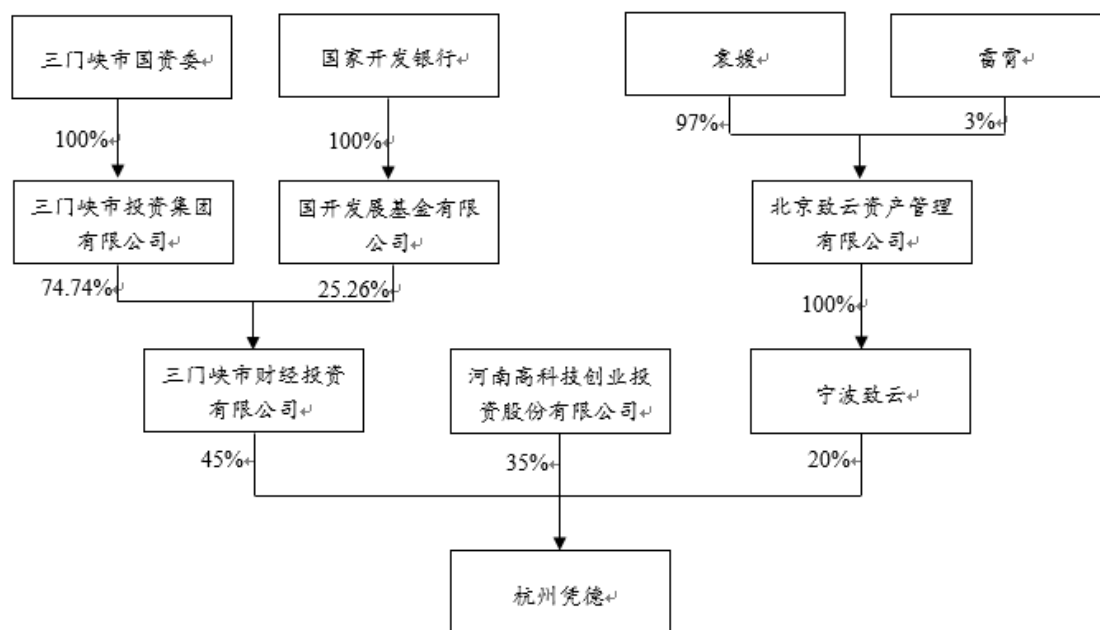 三门峡市国资委↵
国家开发银行↵
袁媛↵
雷霄↵
100%↵
100%↵
97%↵
3%↵
三门峡市投资集团
有限公司↵
国开发展基金有限
公司↵
北京致云资产管理
有限公司↵
74.74%↵
25.26%↵
100%↵
三门峡市财经投资
有限公司↵
河南高科技创业投
资股份有限公司↵
宁波致云↵
45%↵
35%↵
20%↵
杭州凭德↵